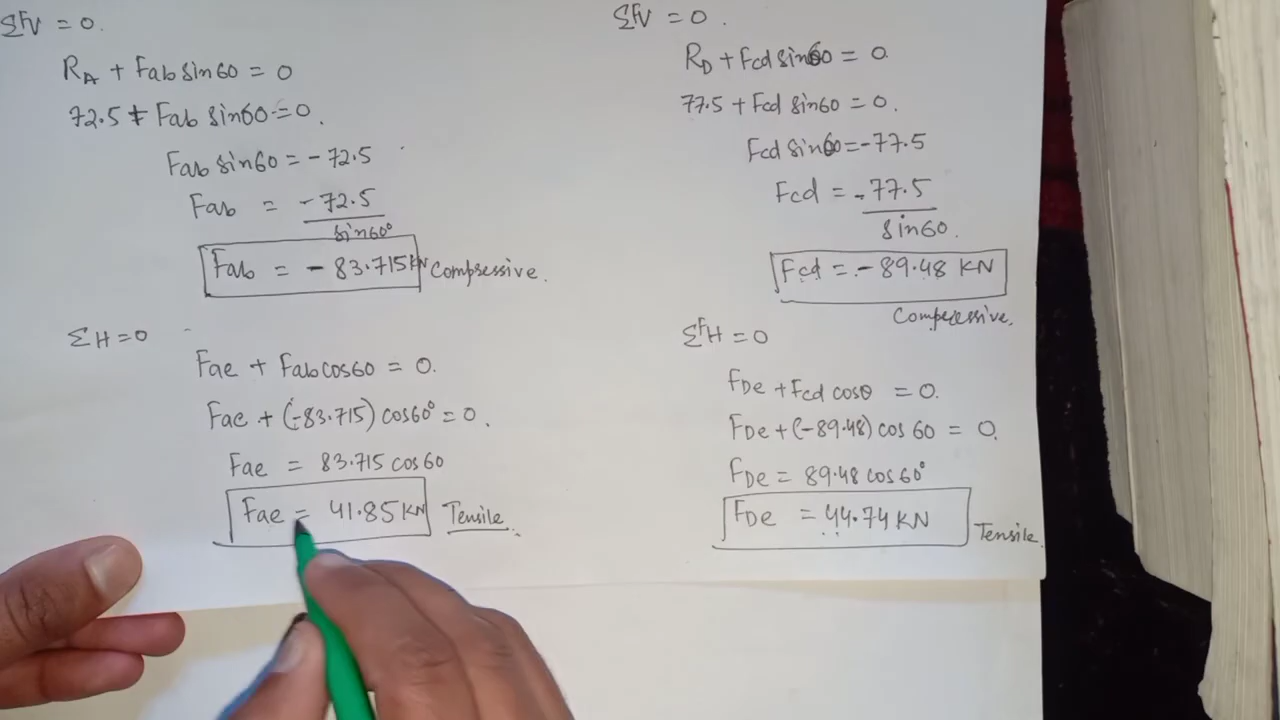 ΣFV = 0.
RA + Fab sin60 = 0
72.5 + Fab sin60 = 0.
Fab sin60 = -72.5
Fab = -72.5
sin60°
Fab = - 83.715KN Compressive.
ΣH = 0
Fae + Fab cos60 = 0.
Fae + (-83.715) cos60° = 0.
Fae = 83.715 cos60
Fae = 41.85KN Tensile.
ΣFV = 0.
RD + Fcd sin60 = 0.
77.5 + Fcd sin60 = 0.
Fcd sin60 = -77.5
Fcd = -77.5
sin60.
Fcd = - 89.48 KN
Compressive.
ΣFH = 0
FDe + Fcd cosθ = 0.
FDe + (-89.48) cos 60 = 0.
FDe = 89.48 cos60°
FDe = 44.74 KN
Tensile.